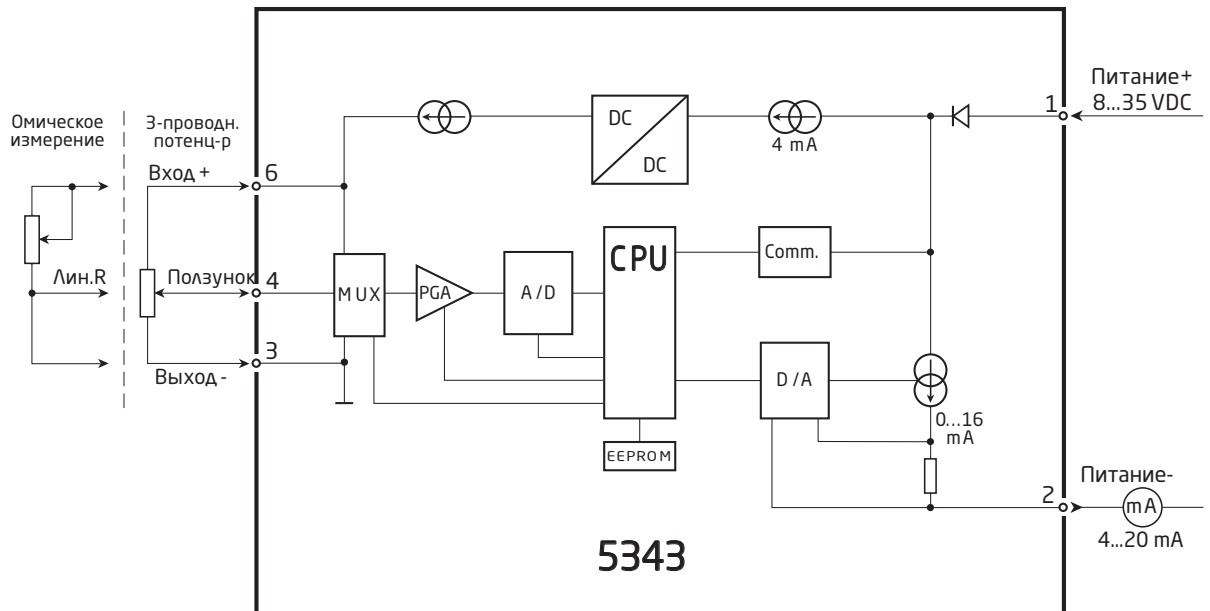 Питание+
8...35 VDC
1
Омическое
измерение
3-проводн.
потенц-р
DC
DC
4 mA
Вход +
6
CPU
Comm.
Лин.R
Ползунок
4
MUX
PGA
A/D
3
Выход -
D/A
0...16
mA
EEPROM
Питание-
2
mA
4...20 mA
5343